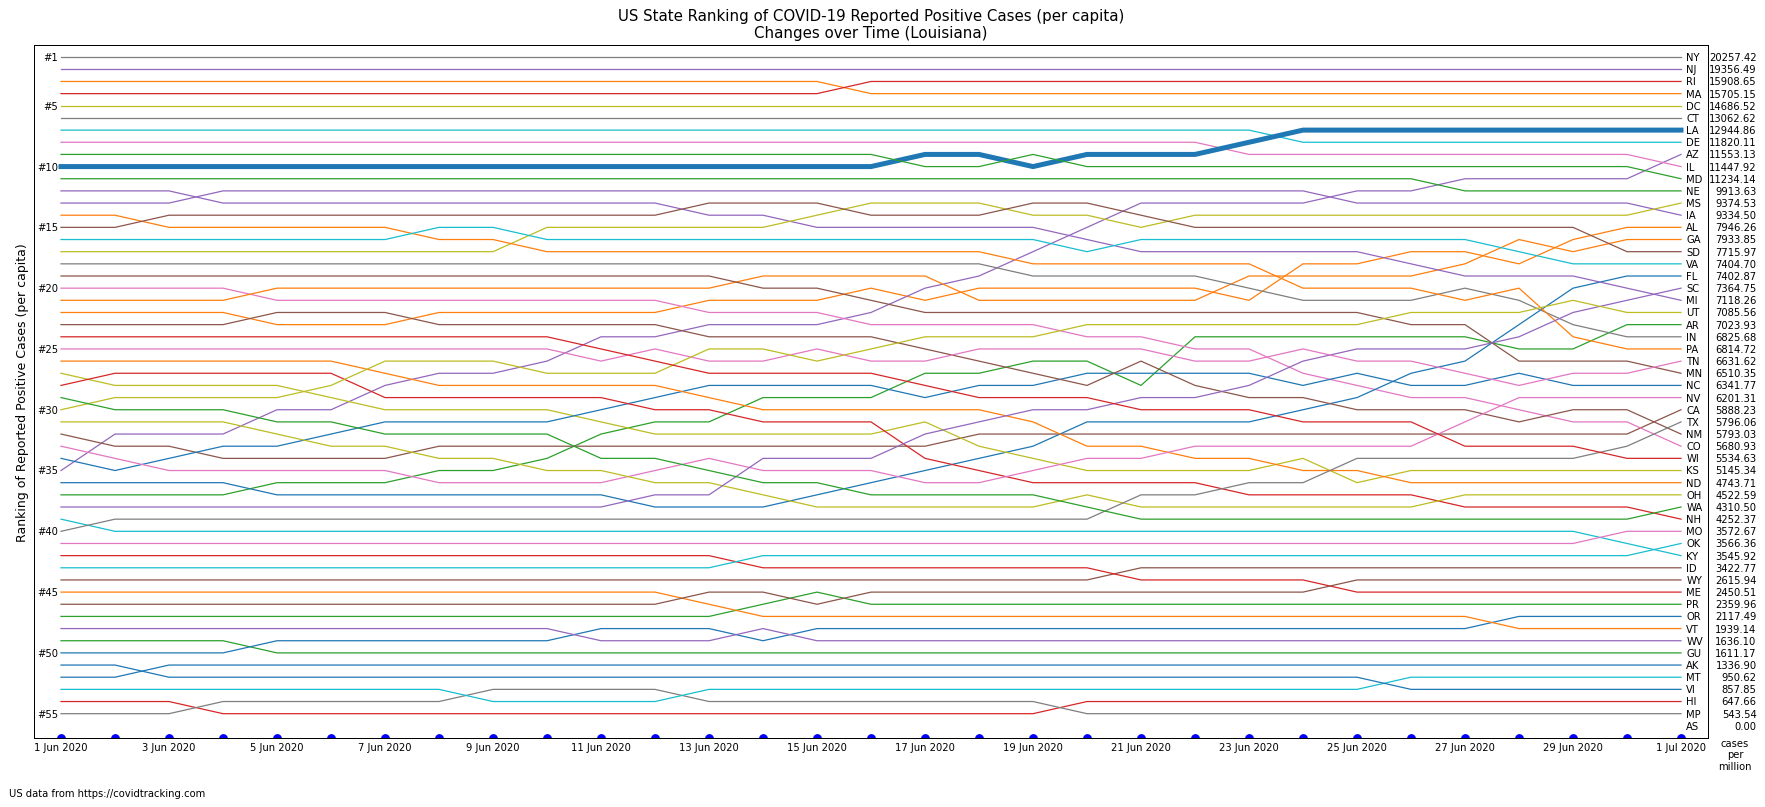 US State Ranking of COVID-19 Reported Positive Cases (per capita)
Changes over Time (Louisiana)
Ranking of Reported Positive Cases (per capita)
#1
#5
#10
#15
#20
#25
#30
#35
#40
#45
#50
#55
NY 20257.42
NJ 19356.49
RI 15908.65
MA 15705.15
DC 14686.52
CT 13062.62
LA 12944.86
DE 11820.11
AZ 11553.13
IL 11447.92
MD 11234.14
NE 9913.63
MS 9374.53
IA 9334.50
AL 7946.26
GA 7933.85
SD 7715.97
VA 7404.70
FL 7402.87
SC 7364.75
MI 7118.26
UT 7085.56
AR 7023.93
IN 6825.68
PA 6814.72
TN 6631.62
MN 6510.35
NC 6341.77
NV 6201.31
CA 5888.23
TX 5796.06
NM 5793.03
CO 5680.93
WI 5534.63
KS 5145.34
ND 4743.71
OH 4522.59
WA 4310.50
NH 4252.37
MO 3572.67
OK 3566.36
KY 3545.92
ID 3422.77
WY 2615.94
ME 2450.51
PR 2359.96
OR 2117.49
VT 1939.14
WV 1636.10
GU 1611.17
AK 1336.90
MT 950.62
VI 857.85
HI 647.66
MP 543.54
AS 0.00
1 Jun 2020 3 Jun 2020 5 Jun 2020 7 Jun 2020 9 Jun 2020 11 Jun 2020 13 Jun 2020 15 Jun 2020 17 Jun 2020 19 Jun 2020 21 Jun 2020 23 Jun 2020 25 Jun 2020 27 Jun 2020 29 Jun 2020 1 Jul 2020
cases
per
million
US data from https://covidtracking.com